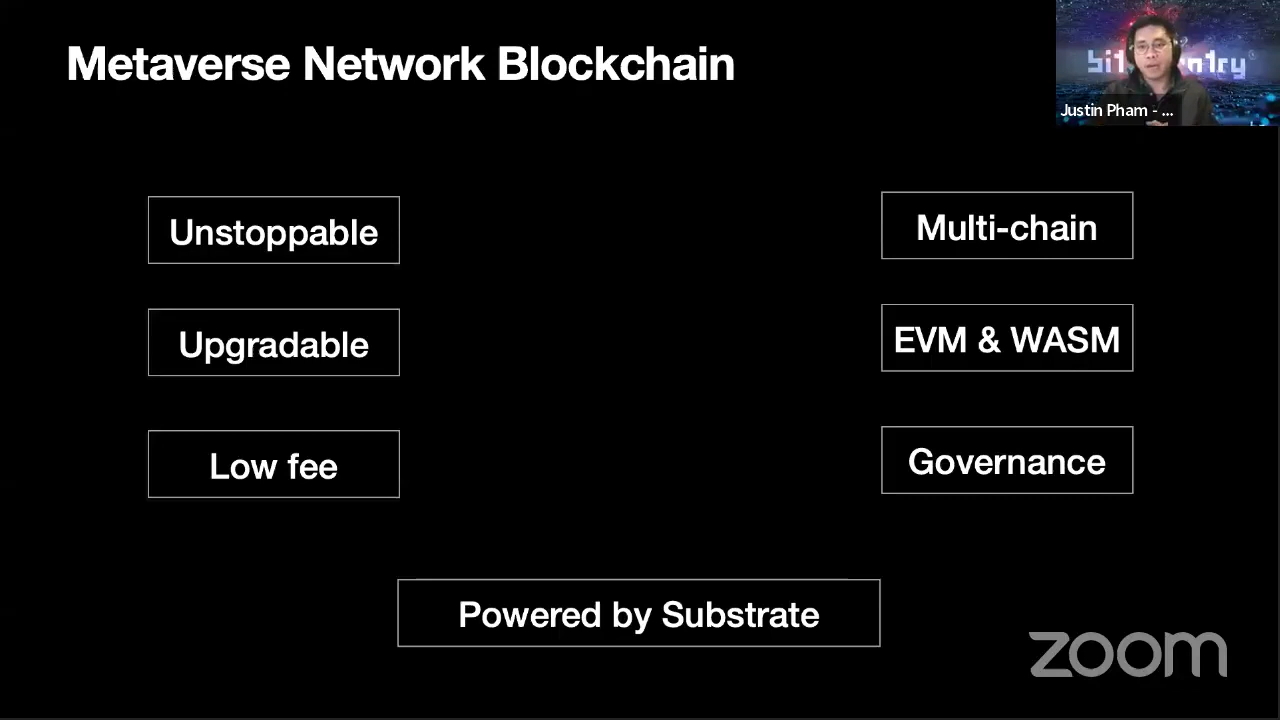 Metaverse Network Blockchain
Justin Pham - ...
Unstoppable
Multi-chain
Upgradable
EVM & WASM
Low fee
Governance
Powered by Substrate
zoom